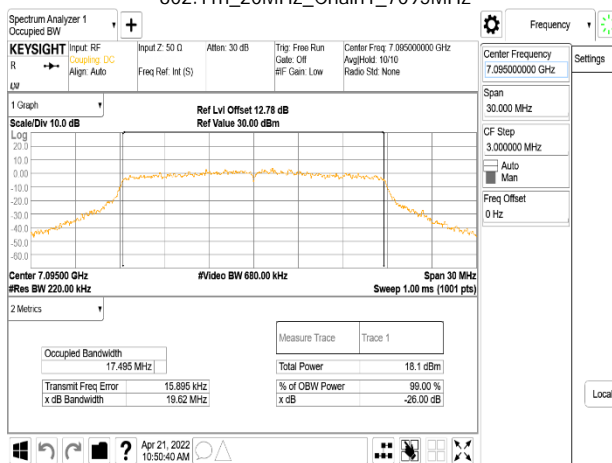 Spectrum Analyzer 1
Occupied BW
Frequency
KEYSIGHT
R
Input: RF
Coupling: DC
Align: Auto
Input Z: 50 Ω
Freq Ref: Int (S)
Atten: 30 dB
Trig: Free Run
Gate: Off
#IF Gain: Low
Center Freq: 7.095000000 GHz
Avg|Hold: 10/10
Radio Std: None
Center Frequency
7.095000000 GHz
Settings
Span
30.000 MHz
CF Step
3.000000 MHz
Auto
Man
Freq Offset
0 Hz
Local
1 Graph
Scale/Div 10.0 dB
Ref Lvl Offset 12.78 dB
Ref Value 30.00 dBm
Log
20.0
10.0
0.00
-10.0
-20.0
-30.0
-40.0
-50.0
-60.0
Center 7.09500 GHz
#Res BW 220.00 kHz
#Video BW 680.00 kHz
Span 30 MHz
Sweep 1.00 ms (1001 pts)
2 Metrics
Occupied Bandwidth
17.495 MHz
Transmit Freq Error 15.895 kHz
x dB Bandwidth 19.62 MHz
Measure Trace Trace 1
Total Power 18.1 dBm
% of OBW Power 99.00 %
x dB -26.00 dB
Apr 21, 2022
10:50:40 AM